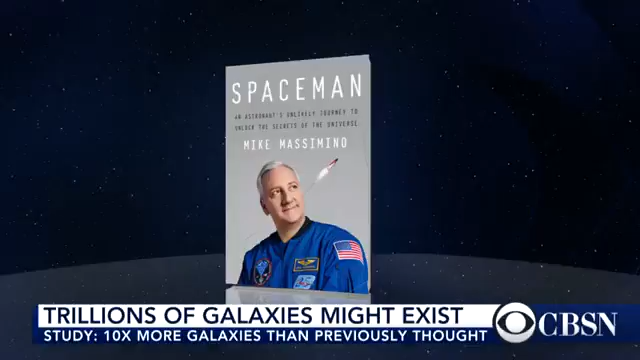 SPACEMAN
AN ASTRONAUT'S UNLIKELY JOURNEY TO
UNLOCK THE SECRETS OF THE UNIVERSE
MIKE MASSIMINO
TRILLIONS OF GALAXIES MIGHT EXIST
STUDY: 10X MORE GALAXIES THAN PREVIOUSLY THOUGHT
CBSN